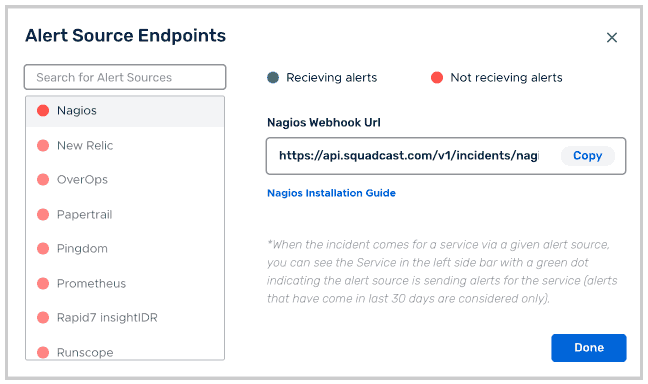 Alert Source Endpoints
Search for Alert Sources
Nagios
New Relic
OverOps
Papertrail
Pingdom
Prometheus
Rapid7 insightIDR
Runscope
Recieving alerts
Not recieving alerts
Nagios Webhook Url
https://api.squadcast.com/v1/incidents/nagi
Copy
Nagios Installation Guide
*When the incident comes for a service via a given alert source,
you can see the Service in the left side bar with a green dot
indicating the alert source is sending alerts for the service (alerts
that have come in last 30 days are considered only).
Done